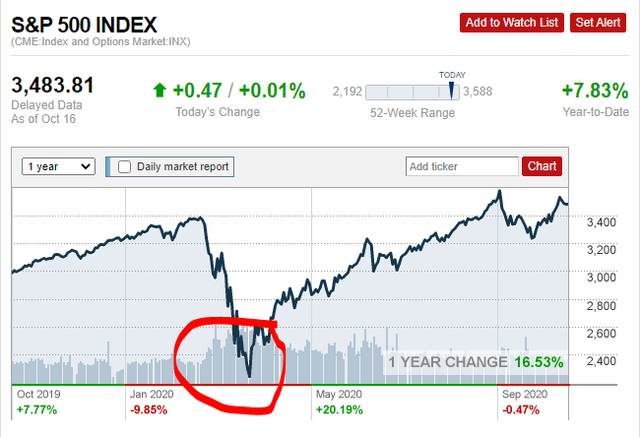 S&P 500 INDEX
(CME:Index and Options Market:INX)
Add to Watch List
Set Alert
3,483.81
Delayed Data
As of Oct 16
+0.47 / +0.01%
Today's Change
TODAY
2,192
3,588
52-Week Range
+7.83%
Year-to-Date
1 year
Daily market report
Add ticker
Chart
3,400
3,200
3,000
2,800
2,600
2,400
1 YEAR CHANGE 16.53%
Oct 2019
Jan 2020
May 2020
Sep 2020
+7.77%
-9.85%
+20.19%
-0.47%